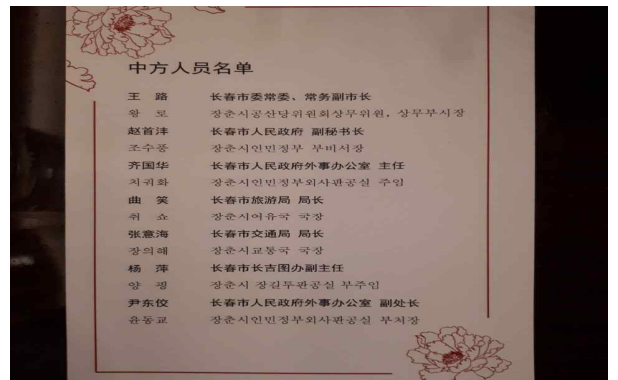 中方人员名单
王 路 长春市委常委、常务副市长
왕 로 장춘시공산당위원회상무위원, 상무부시장
赵首沣 长春市人民政府 副秘书长
조수풍 장춘시인민정부 부비서장
齐国华 长春市人民政府外事办公室 主任
치귀화 장춘시인민정부외사판공실 주임
曲 笑 长春市旅游局 局长
취 쇼 장춘시여유국 국장
张意海 长春市交通局 局长
장의해 장춘시교통국 국장
杨 萍 长春市长吉图办副主任
양 핑 장춘시 장길투판공실 부주임
尹东佼 长春市人民政府外事办公室 副处长
윤동교 장춘시인민정부외사판공실 부처장